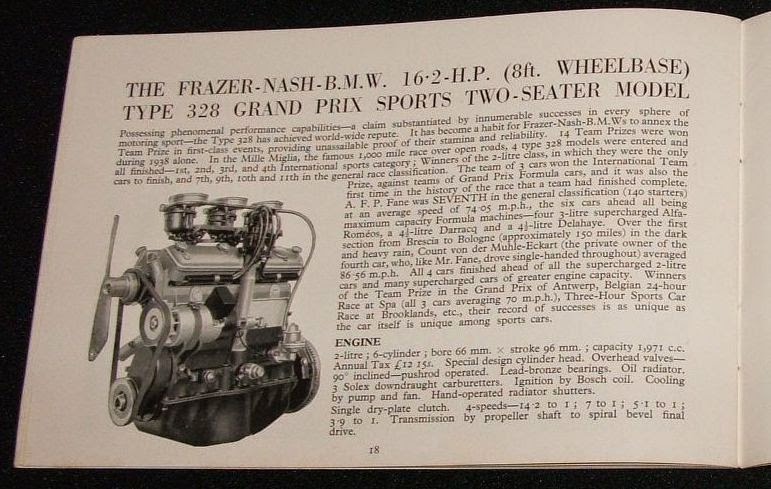 THE FRAZER-NASH-B.M.W. 16·2-H.P. (8ft. WHEELBASE)
TYPE 328 GRAND PRIX SPORTS TWO-SEATER MODEL
Possessing phenomenal performance capabilities—a claim substantiated by innumerable successes in every sphere of
motoring sport—the Type 328 has achieved world-wide repute. It has become a habit for Frazer-Nash-B.M.Ws to annex the
Team Prize in first-class events, providing unassailable proof of their stamina and reliability. 14 Team Prizes were won
during 1938 alone. In the Mille Miglia, the famous 1,000 mile race over open roads, 4 type 328 models were entered and
all finished—1st, 2nd, 3rd, and 4th International sports category; Winners of the 2-litre class, in which they were the only
cars to finish, and 7th, 9th, 10th and 11th in the general race classification. The team of 3 cars won the International Team
Prize, against teams of Grand Prix Formula cars, and it was also the
first time in the history of the race that a team had finished complete,
A. F. P. Fane was SEVENTH in the general classification (140 starters)
at an average speed of 74·05 m.p.h., the six cars ahead all being
maximum capacity Formula machines—four 3-litre supercharged Alfa-
Roméos, a 4½-litre Darracq and a 4½-litre Delahaye. Over the first
section from Brescia to Bologne (approximately 150 miles) in the dark
and heavy rain, Count von der Muhle-Eckart (the private owner of the
fourth car, who, like Mr. Fane, drove single-handed throughout) averaged
86·56 m.p.h. All 4 cars finished ahead of all the supercharged 2-litre
cars and many supercharged cars of greater engine capacity. Winners
of the Team Prize in the Grand Prix of Antwerp, Belgian 24-hour
Race at Spa (all 3 cars averaging 70 m.p.h.), Three-Hour Sports Car
Race at Brooklands, etc., their record of successes is as unique as
the car itself is unique among sports cars.
ENGINE
2-litre; 6-cylinder; bore 66 mm. × stroke 96 mm.; capacity 1,971 c.c.
Annual Tax £12 15s. Special design cylinder head. Overhead valves—
90° inclined—pushrod operated. Lead-bronze bearings. Oil radiator.
3 Solex downdraught carburetters. Ignition by Bosch coil. Cooling
by pump and fan. Hand-operated radiator shutters.
Single dry-plate clutch. 4-speeds—14·2 to 1; 7 to 1; 5·1 to 1;
3·9 to 1. Transmission by propeller shaft to spiral bevel final
drive.
18